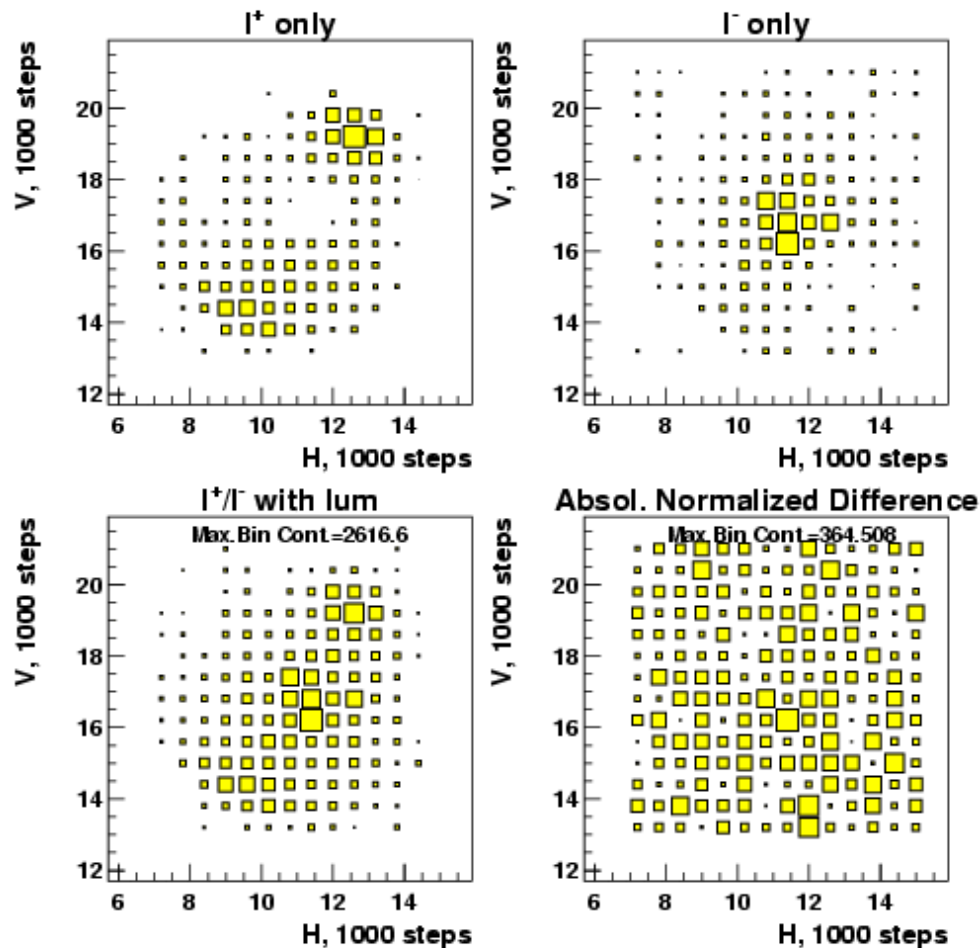 I⁺ only
V, 1000 steps
20
18
16
14
12
6 8 10 12 14
H, 1000 steps
I⁻ only
V, 1000 steps
20
18
16
14
12
6 8 10 12 14
H, 1000 steps
I⁺/I⁻ with lum
Max.Bin Cont.=2616.6
V, 1000 steps
20
18
16
14
12
6 8 10 12 14
H, 1000 steps
Absol. Normalized Difference
Max.Bin Cont.=364.508
V, 1000 steps
20
18
16
14
12
6 8 10 12 14
H, 1000 steps